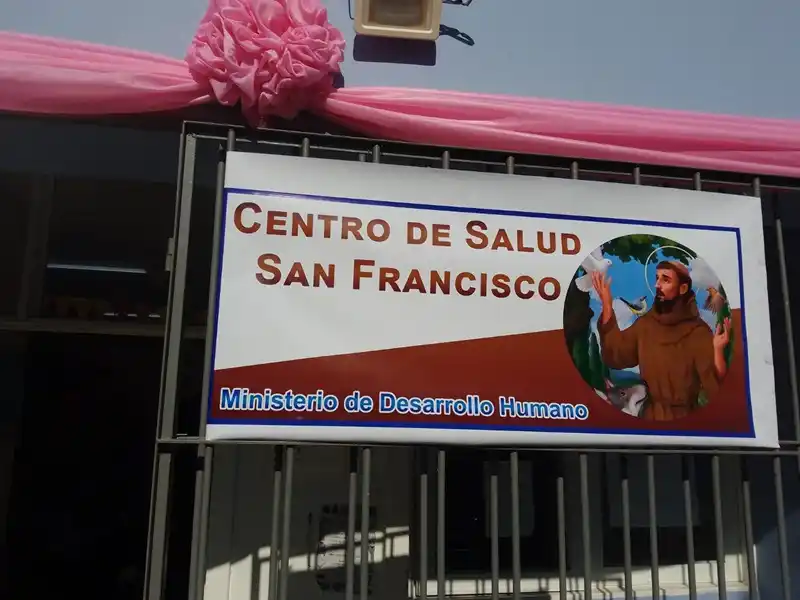 CENTRO DE SALUD
SAN FRANCISCO
Ministerio de Desarrollo Humano